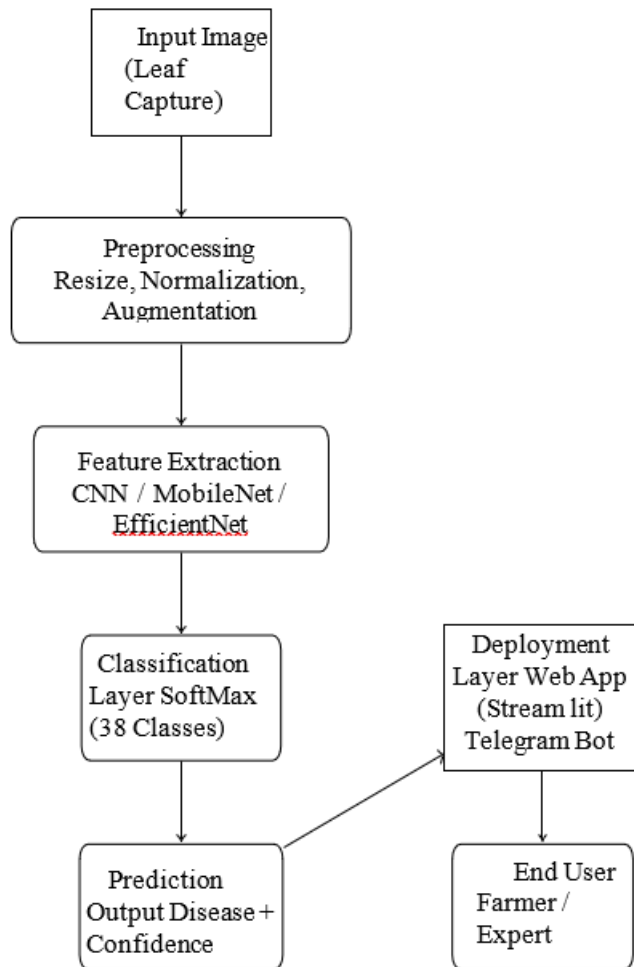 Input Image
(Leaf
Capture)
Preprocessing
Resize, Normalization,
Augmentation
Feature Extraction
CNN / MobileNet /
EfficientNet
Classification
Layer SoftMax
(38 Classes)
Prediction
Output Disease +
Confidence
Deployment
Layer Web App
(Stream lit)
Telegram Bot
End User
Farmer /
Expert